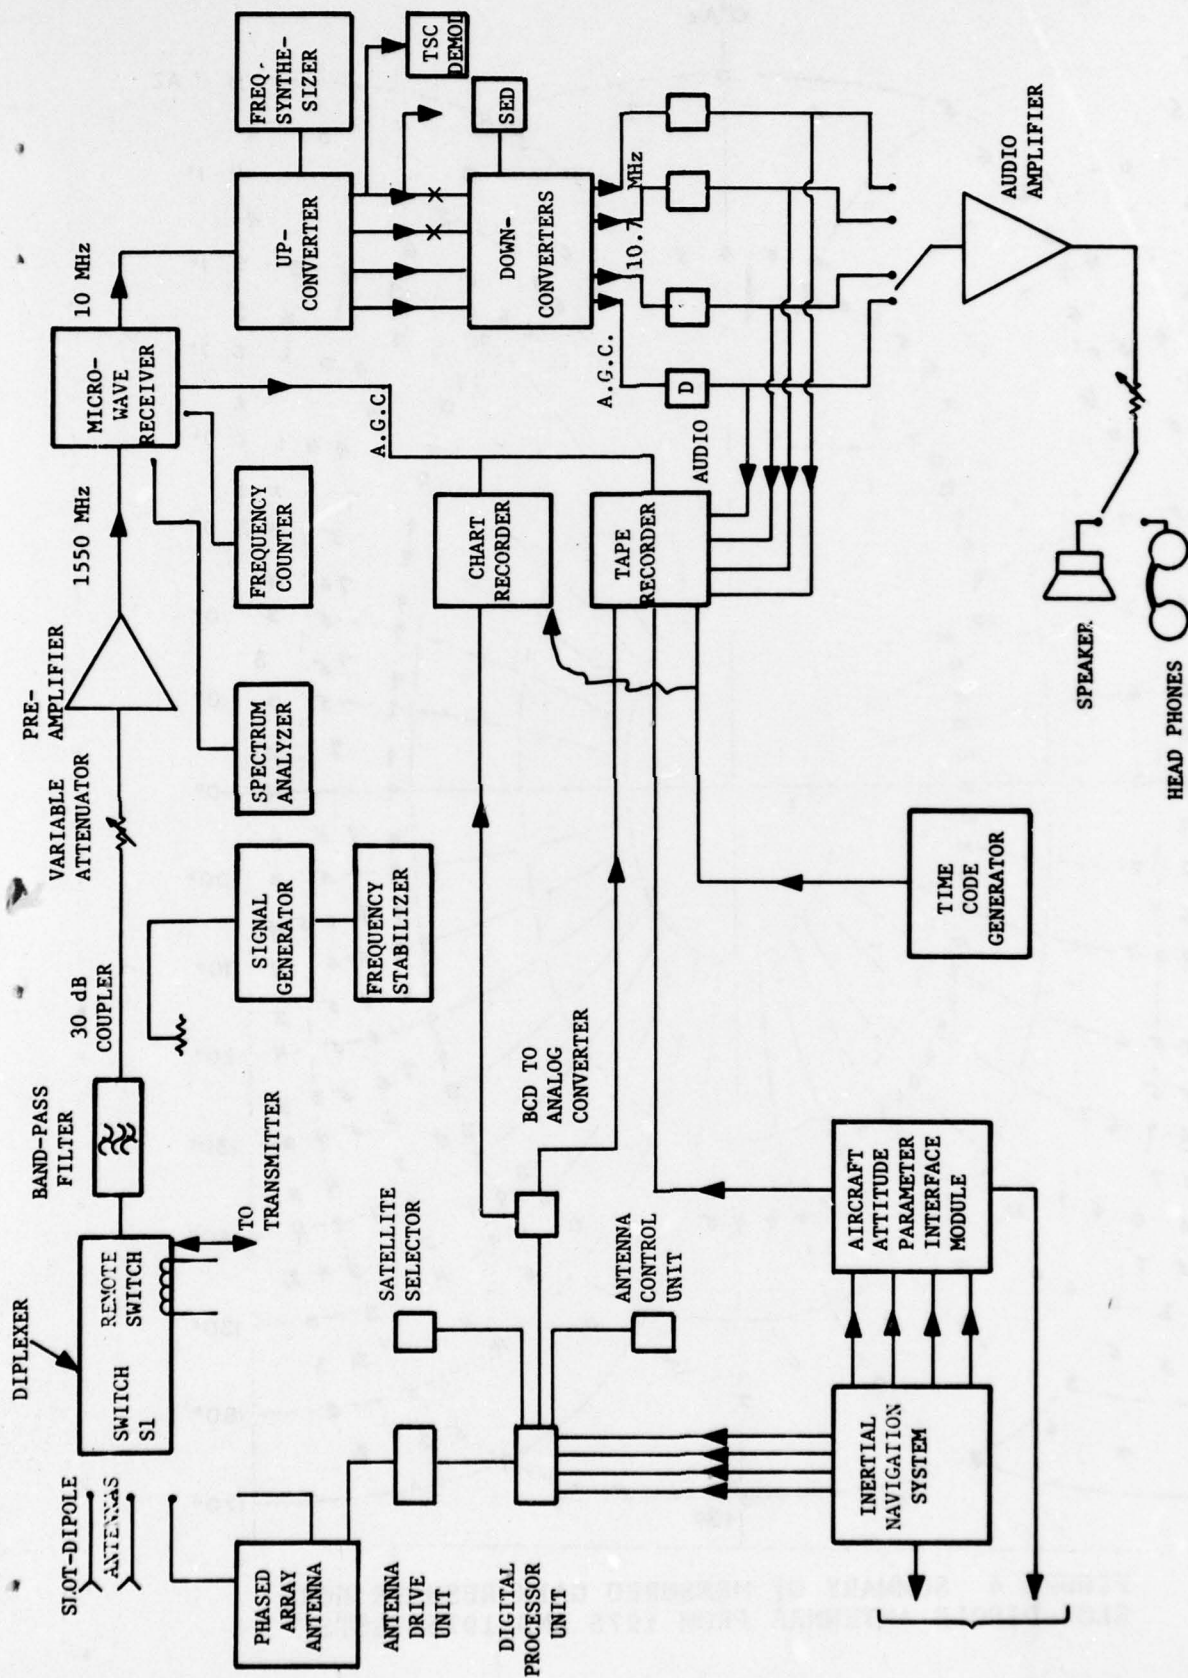 DIPLEXER
SLOT-DIPOLE
ANTENNAS
SWITCH
S1
REMOTE
SWITCH
BAND-PASS
FILTER
30 dB
COUPLER
VARIABLE
ATTENUATOR
PRE-
AMPLIFIER
1550 MHz
MICRO-
WAVE
RECEIVER
10 MHz
TO
TRANSMITTER
PHASED
ARRAY
ANTENNA
SIGNAL
GENERATOR
FREQUENCY
STABILIZER
SPECTRUM
ANALYZER
FREQUENCY
COUNTER
A.G.C.
UP-
CONVERTER
FREQ.
SYNTHE-
SIZER
TSC
DEMOD
SED
DOWN-
CONVERTERS
ANTENNA
DRIVE
UNIT
SATELLITE
SELECTOR
DIGITAL
PROCESSOR
UNIT
BCD TO
ANALOG
CONVERTER
ANTENNA
CONTROL
UNIT
CHART
RECORDER
TAPE
RECORDER
A.G.C.
10.7 MHz
D
AUDIO
INERTIAL
NAVIGATION
SYSTEM
AIRCRAFT
ATTITUDE
PARAMETER
INTERFACE
MODULE
TIME
CODE
GENERATOR
AUDIO
AMPLIFIER
SPEAKER
HEAD PHONES